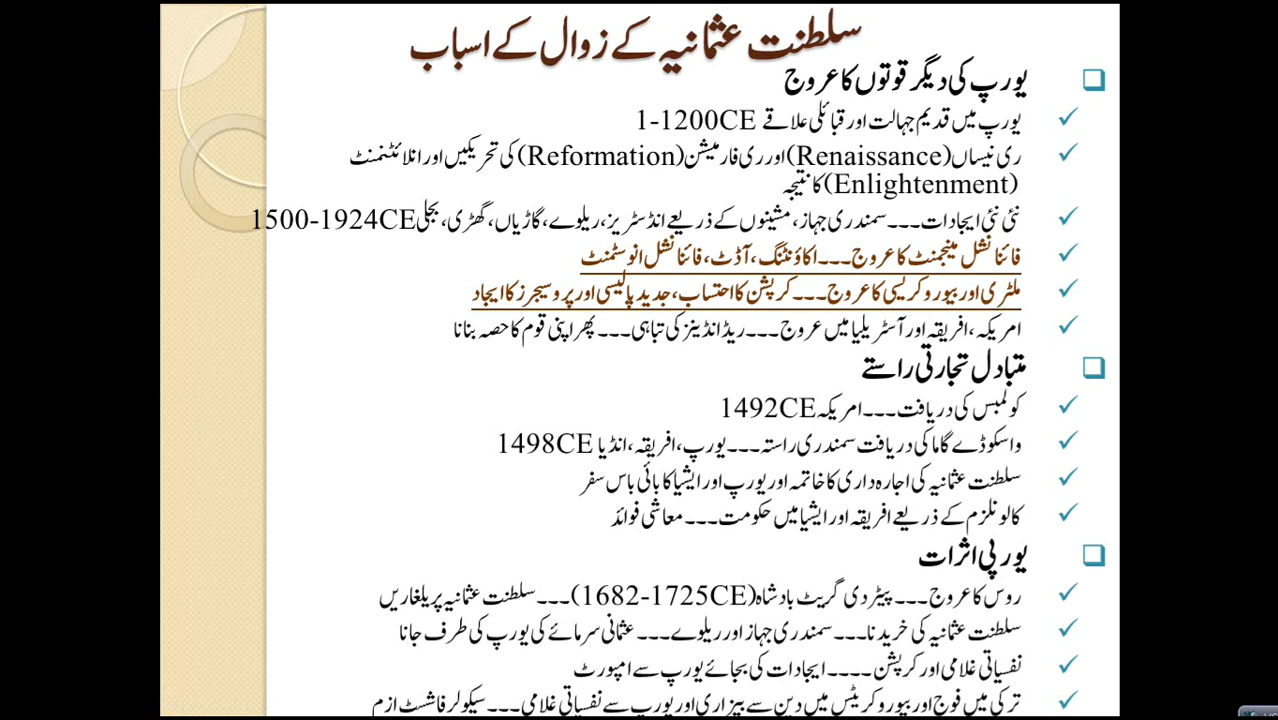 سلطنت عثمانیہ کے زوال کے اسباب
یورپ کی دیگر قوتوں کا عروج
یورپ میں قدیم جہالت اور قبائلی علاقے 1-1200CE
ری نیساں (Renaissance) اور ری فارمیشن (Reformation) کی تحریکیں اور انلائٹنمنٹ
(Enlightenment) کا نتیجہ
نئی نئی ایجادات۔۔۔ سمندری جہاز، مشینوں کے ذریعے انڈسٹریز، ریلوے، گاڑیاں، گھڑی، بجلی 1500-1924CE
فائنانشل مینجمنٹ کا عروج۔۔۔ اکاؤنٹنگ، آڈٹ، فائنانشل انوسٹمنٹ
ملٹری اور بیوروکریسی کا عروج۔۔۔ کرپشن کا احتساب، جدید پالیسی اور پروسیجرز کا ایجاد
امریکہ، افریقہ اور آسٹریلیا میں عروج۔۔۔ ریڈ انڈینز کی تباہی۔۔۔ پھر اپنی قوم کا حصہ بنانا
متبادل تجارتی راستے
کولمبس کی دریافت۔۔۔ امریکہ 1492CE
واسکوڈے گاما کی دریافت سمندری راستہ۔۔۔ یورپ، افریقہ، انڈیا 1498CE
سلطنت عثمانیہ کی اجارہ داری کا خاتمہ اور یورپ اور ایشیا کا بائی باس سفر
کالونلزم کے ذریعے افریقہ اور ایشیا میں حکومت۔۔۔ معاشی فوائد
یورپی اثرات
روس کا عروج۔۔۔ پیٹر دی گریٹ بادشاہ (1682-1725CE)۔۔۔ سلطنت عثمانیہ پر یلغاریں
سلطنت عثمانیہ کی خریدنا۔۔۔ سمندری جہاز اور ریلوے۔۔۔ عثمانی سرمائے کی یورپ کی طرف جانا
نفسیاتی غلامی اور کرپشن۔۔۔۔ ایجادات کی بجائے یورپ سے امپورٹ
ترکی میں فوج اور بیوروکریٹس میں دین سے بیزاری اور یورپ سے نفسیاتی غلامی۔۔۔ سیکولر فاشسٹ ازم